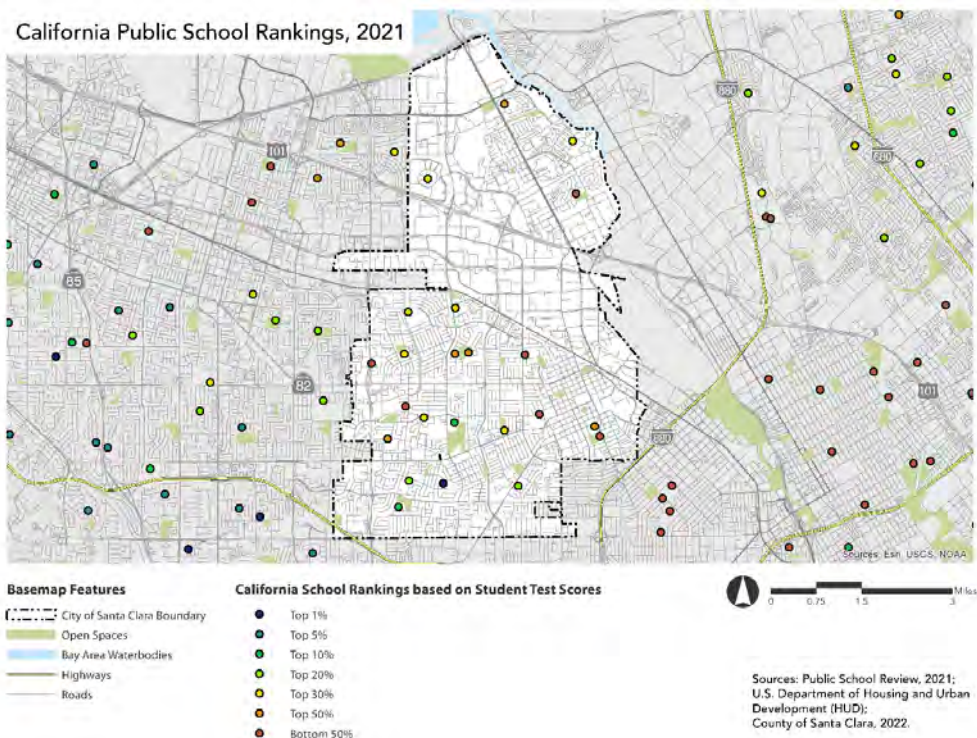 California Public School Rankings, 2021
880
101
680
85
82
101
880
Sources: Esri, USGS, NOAA
Basemap Features
City of Santa Clara Boundary
Open Spaces
Bay Area Waterbodies
Highways
Roads
California School Rankings based on Student Test Scores
Top 1%
Top 5%
Top 10%
Top 20%
Top 30%
Top 50%
Bottom 50%
0 0.75 1.5 3 Miles
Sources: Public School Review, 2021;
U.S. Department of Housing and Urban
Development (HUD);
County of Santa Clara, 2022.